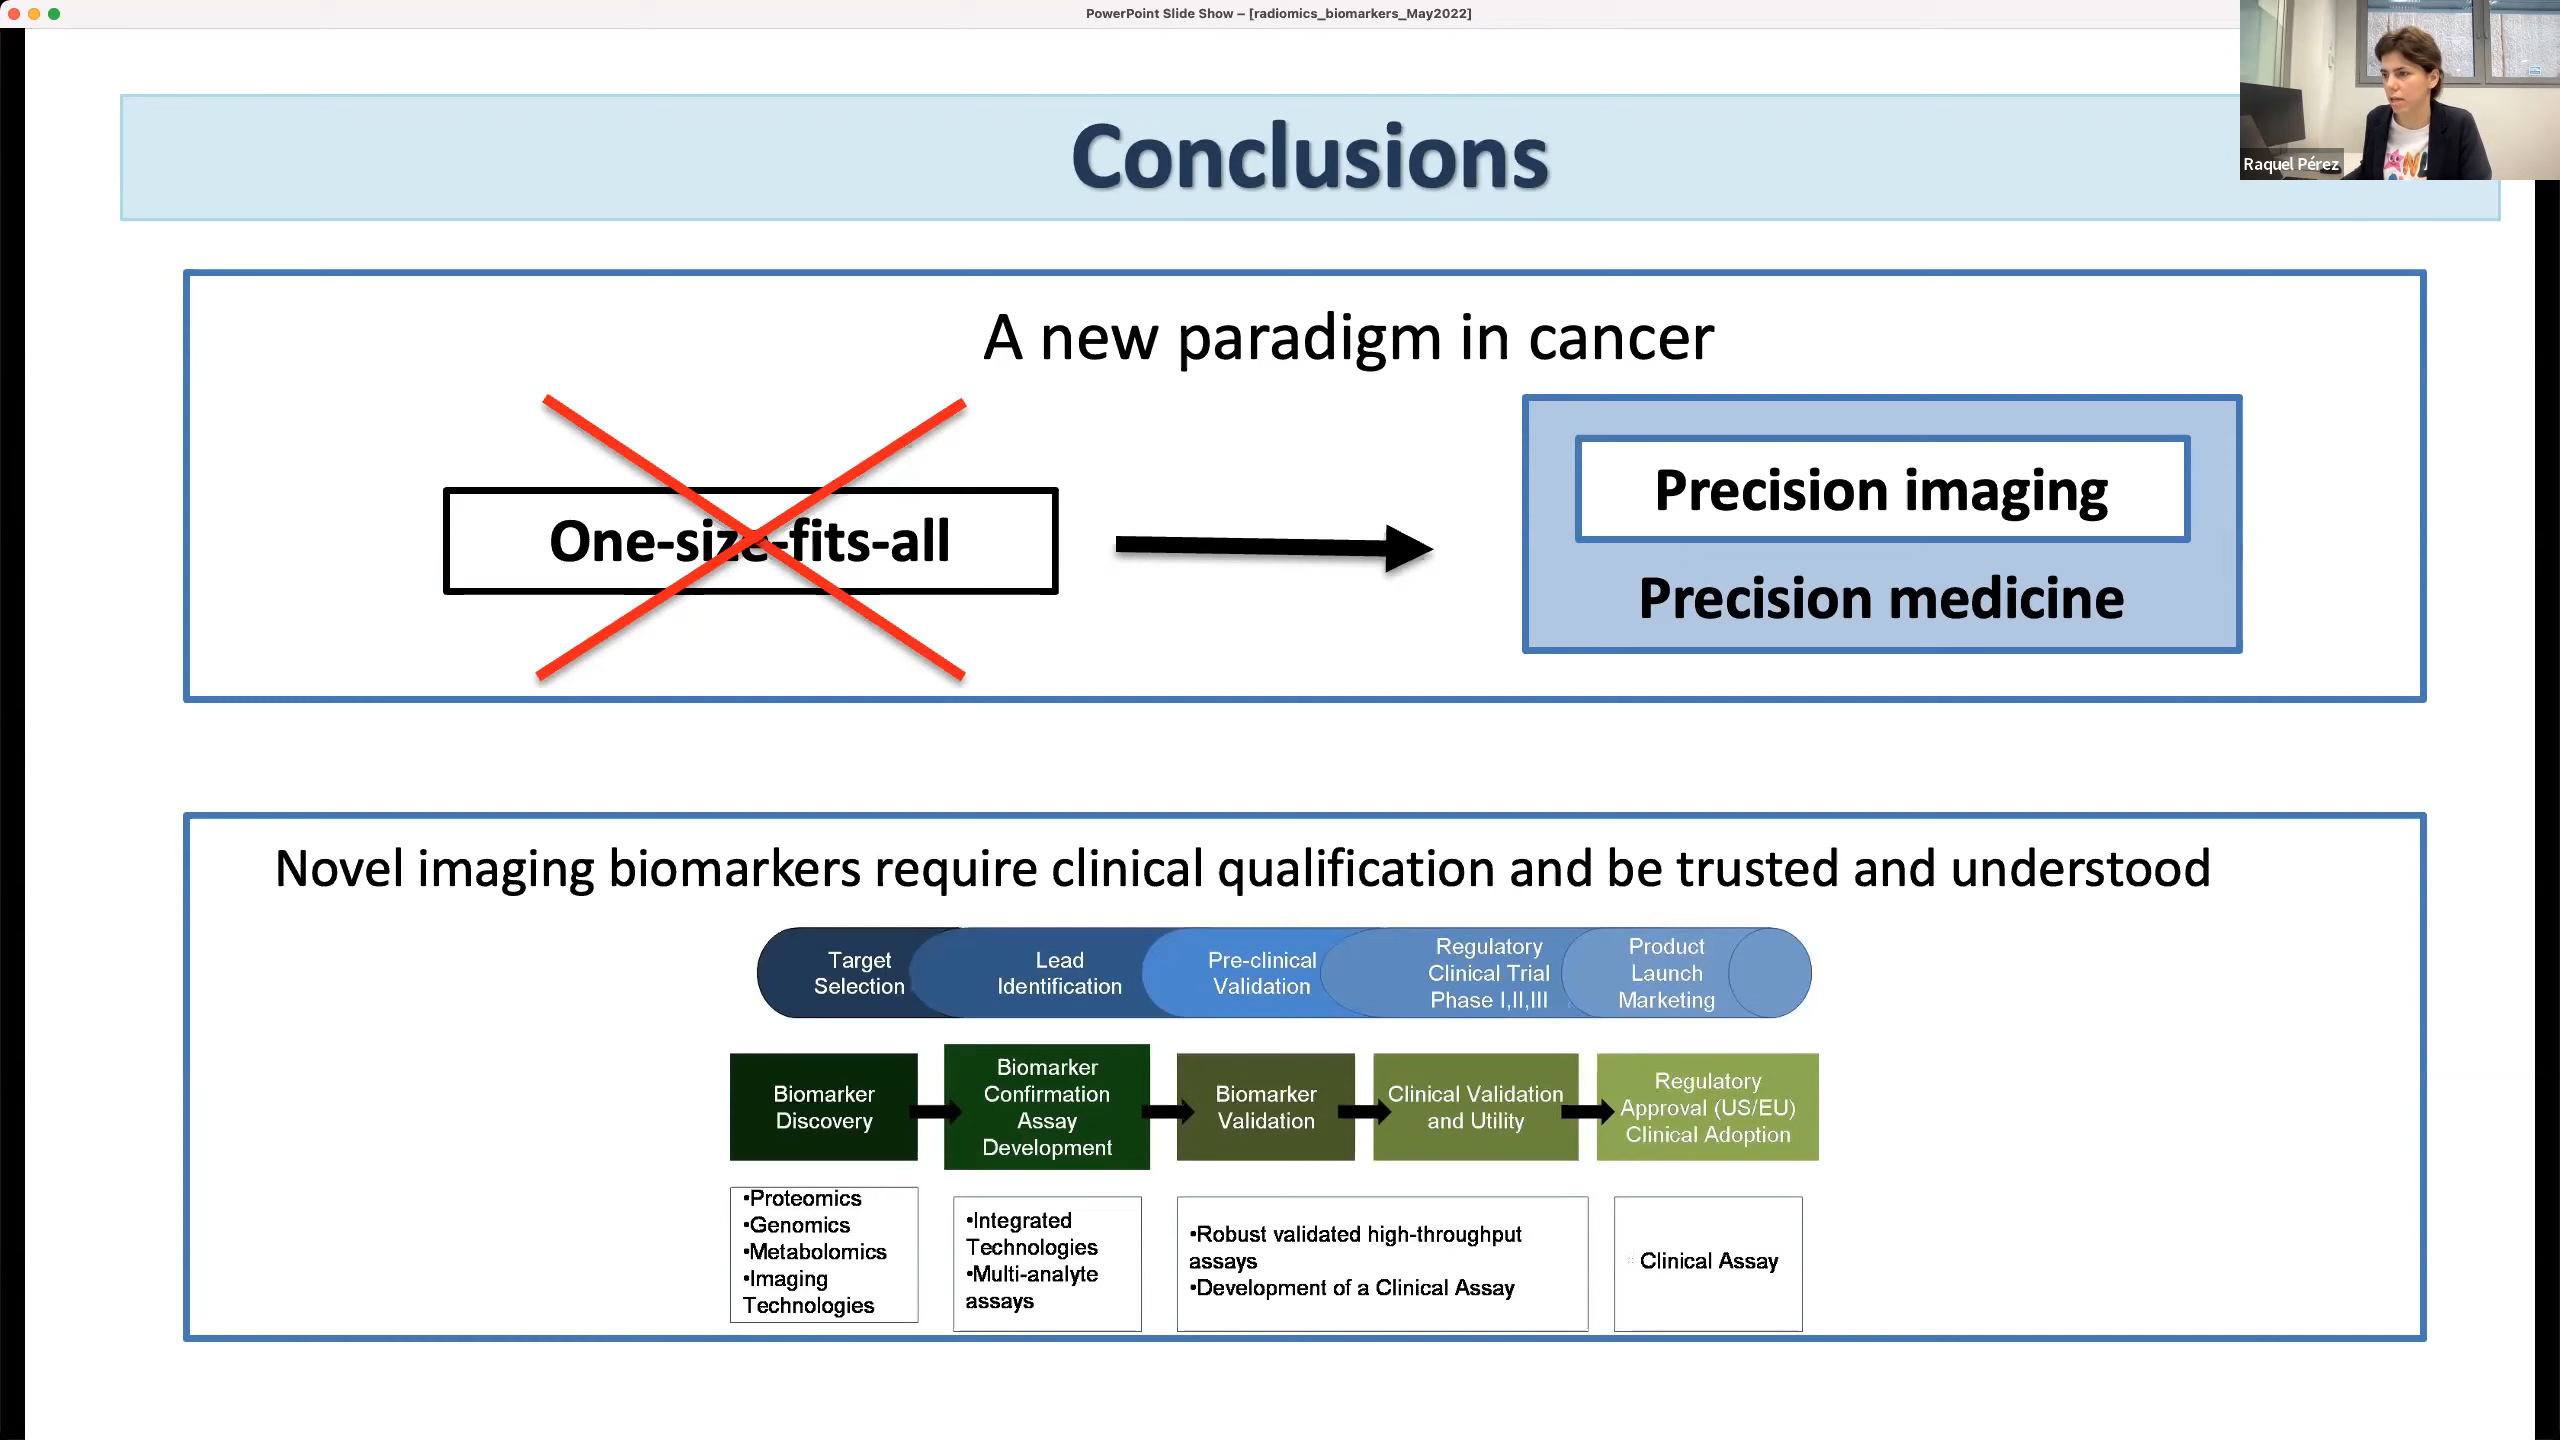 PowerPoint Slide Show – [radiomics_biomarkers_May2022]
Raquel Pérez
Conclusions
A new paradigm in cancer
One-size-fits-all
Precision imaging
Precision medicine
Novel imaging biomarkers require clinical qualification and be trusted and understood
Target
Selection
Lead
Identification
Pre-clinical
Validation
Regulatory
Clinical Trial
Phase I,II,III
Product
Launch
Marketing
Biomarker
Discovery
Biomarker
Confirmation
Assay
Development
Biomarker
Validation
Clinical Validation
and Utility
Regulatory
Approval (US/EU)
Clinical Adoption
•Proteomics
•Genomics
•Metabolomics
•Imaging
Technologies
•Integrated
Technologies
•Multi-analyte
assays
•Robust validated high-throughput
assays
•Development of a Clinical Assay
Clinical Assay